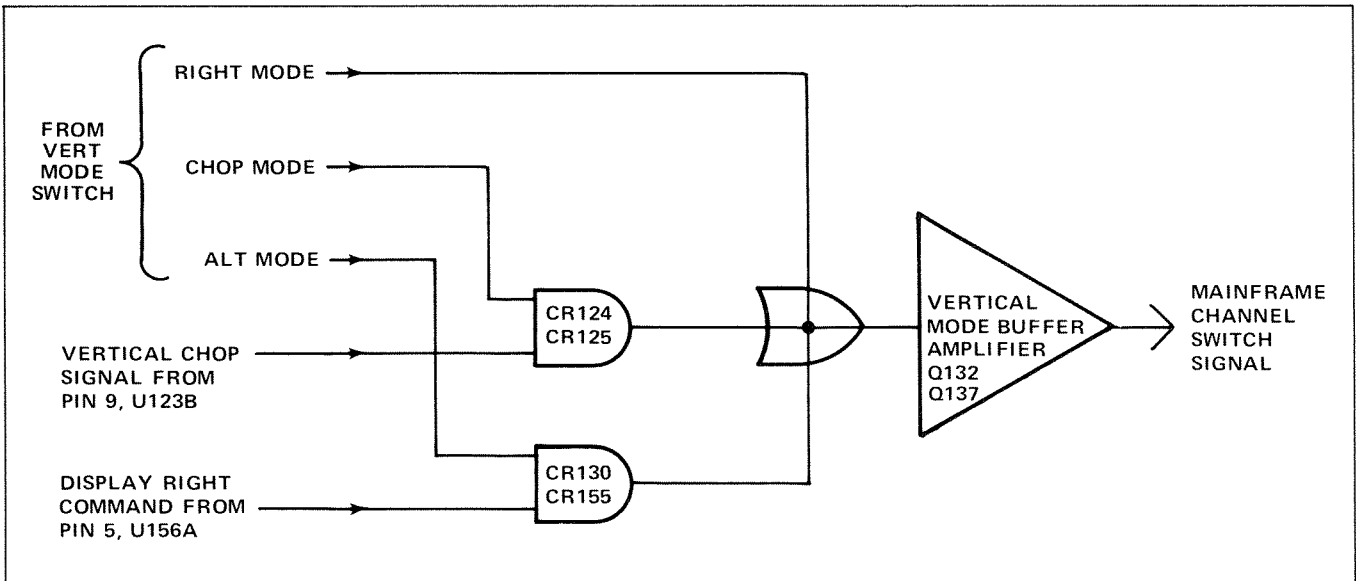 FROM
VERT
MODE
SWITCH
RIGHT MODE
CHOP MODE
ALT MODE
VERTICAL CHOP
SIGNAL FROM
PIN 9, U123B
DISPLAY RIGHT
COMMAND FROM
PIN 5, U156A
CR124
CR125
CR130
CR155
VERTICAL
MODE BUFFER
AMPLIFIER
Q132
Q137
MAINFRAME
CHANNEL
SWITCH
SIGNAL